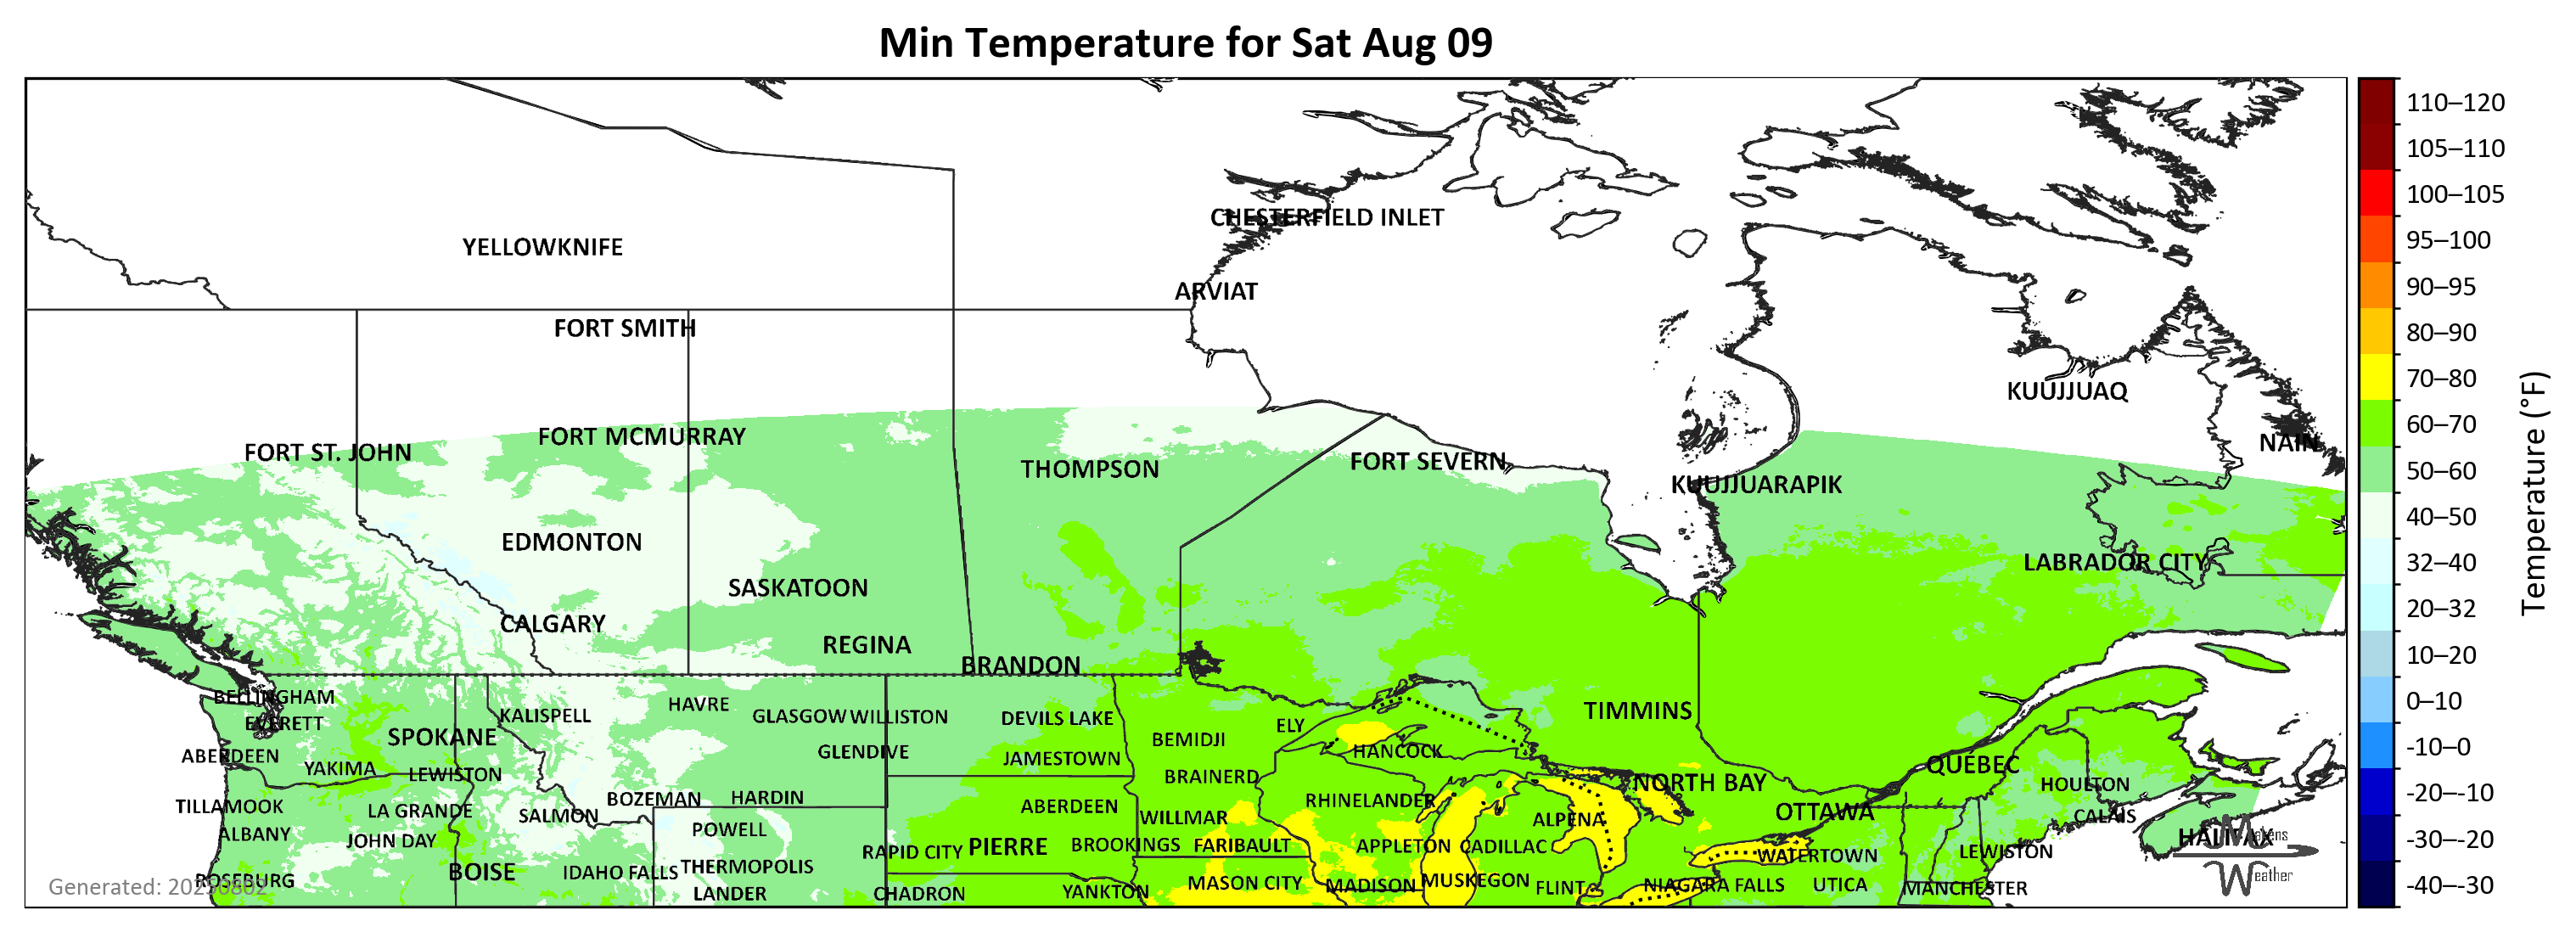 Min Temperature for Sat Aug 09
110–120
105–110
CHESTERFIELD INLET
100–105
YELLOWKNIFE
95–100
ARVIAT
90–95
FORT SMITH
80–90
KUUJJUAQ
70–80
FORT ST. JOHN
FORT MCMURRAY
NAIN
60–70
THOMPSON
FORT SEVERN
50–60
KUUJJUARAPIK
Temperature (°F)
EDMONTON
40–50
LABRADOR CITY
32–40
SASKATOON
CALGARY
20–32
REGINA
BRANDON
10–20
BELLINGHAM
HAVRE
0–10
EVERETT
KALISPELL
GLASGOW
WILLISTON
DEVILS LAKE
ELY
TIMMINS
SPOKANE
BEMIDJI
-10–0
ABERDEEN
GLENDIVE
JAMESTOWN
HANCOCK
YAKIMA
LEWISTON
BRAINERD
NORTH BAY
QUÉBEC
HOULTON
-20–-10
TILLAMOOK
LA GRANDE
SALMON
BOZEMAN
HARDIN
ABERDEEN
WILLMAR
RHINELANDER
ALPENA
OTTAWA
CALAIS
ALBANY
JOHN DAY
POWELL
HALIFAX
Makens
Weather
-30–-20
RAPID CITY
PIERRE
BROOKINGS
FARIBAULT
APPLETON
CADILLAC
WATERTOWN
LEWISTON
BOISE
IDAHO FALLS
THERMOPOLIS
ROSEBURG
Generated: 20250802
LANDER
CHADRON
YANKTON
MASON CITY
MADISON
MUSKEGON
FLINT
NIAGARA FALLS
UTICA
MANCHESTER
-40–-30